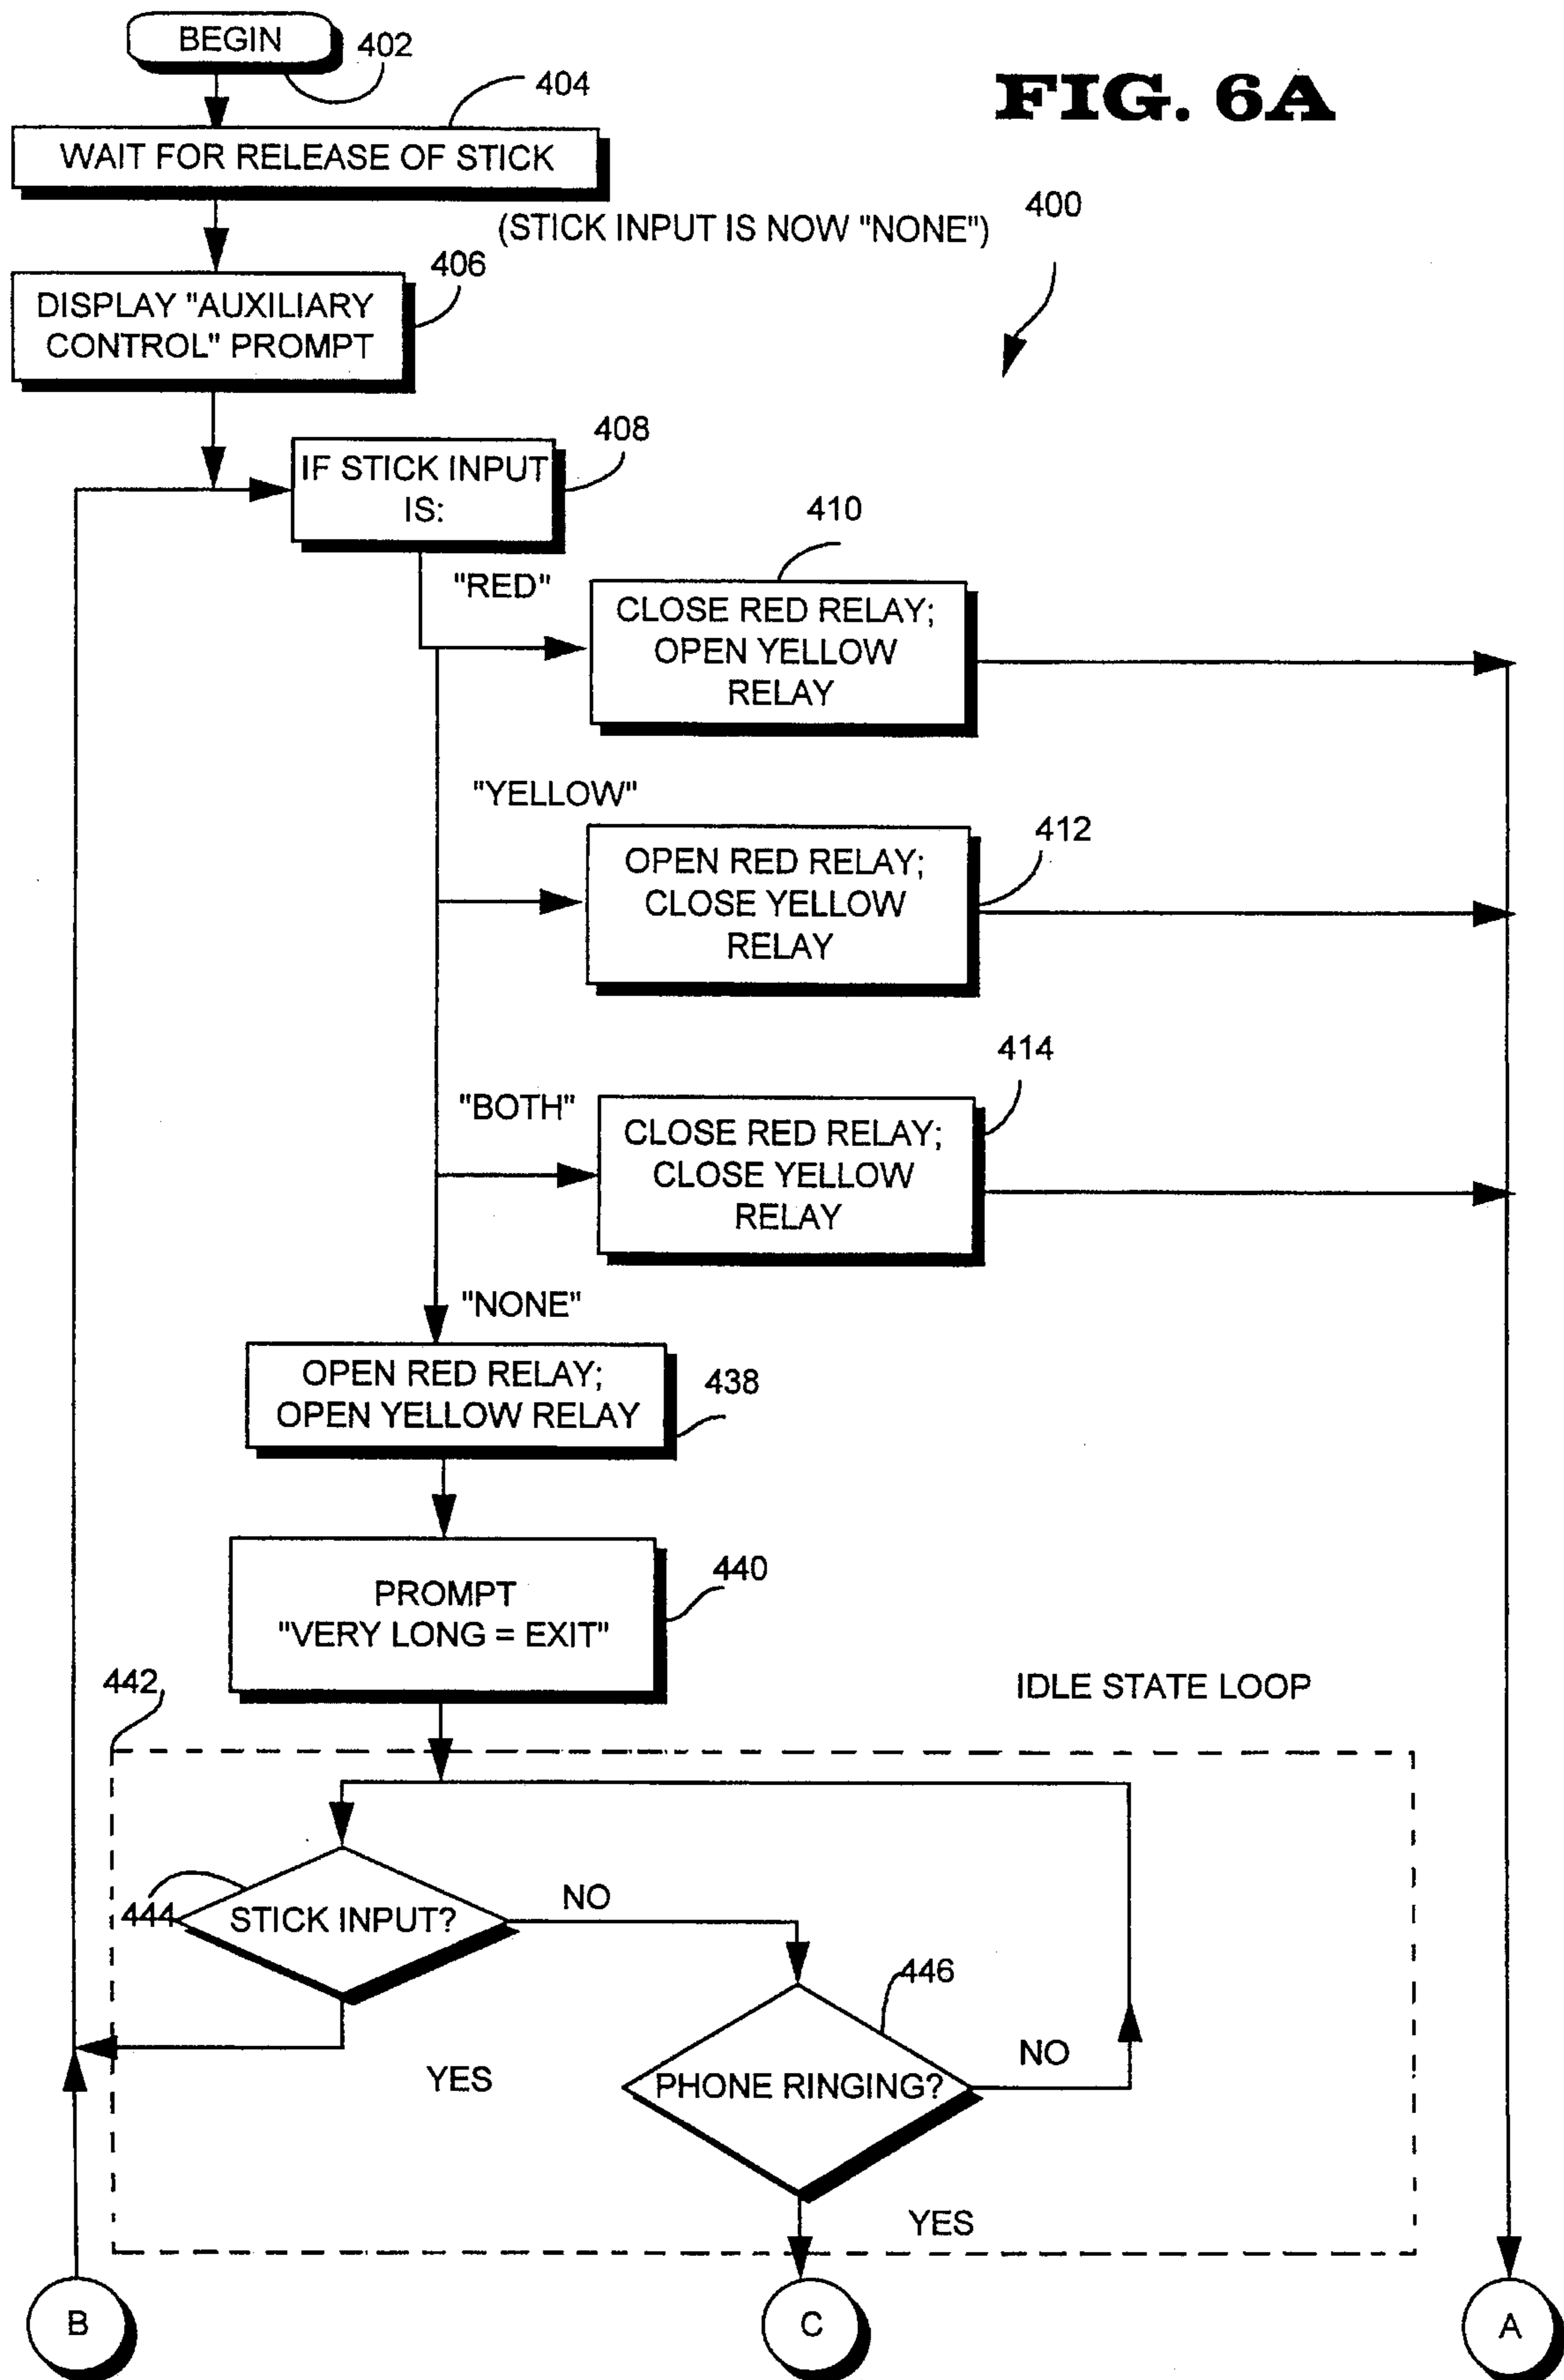 BEGIN
402
FIG. 6A
404
WAIT FOR RELEASE OF STICK
(STICK INPUT IS NOW "NONE")
400
406
DISPLAY "AUXILIARY
CONTROL" PROMPT
408
IF STICK INPUT
IS:
410
"RED"
CLOSE RED RELAY;
OPEN YELLOW
RELAY
"YELLOW"
412
OPEN RED RELAY;
CLOSE YELLOW
RELAY
414
"BOTH"
CLOSE RED RELAY;
CLOSE YELLOW
RELAY
"NONE"
OPEN RED RELAY;
OPEN YELLOW RELAY
438
PROMPT
"VERY LONG = EXIT"
440
442
IDLE STATE LOOP
444
STICK INPUT?
NO
446
YES
PHONE RINGING?
NO
YES
B
C
A